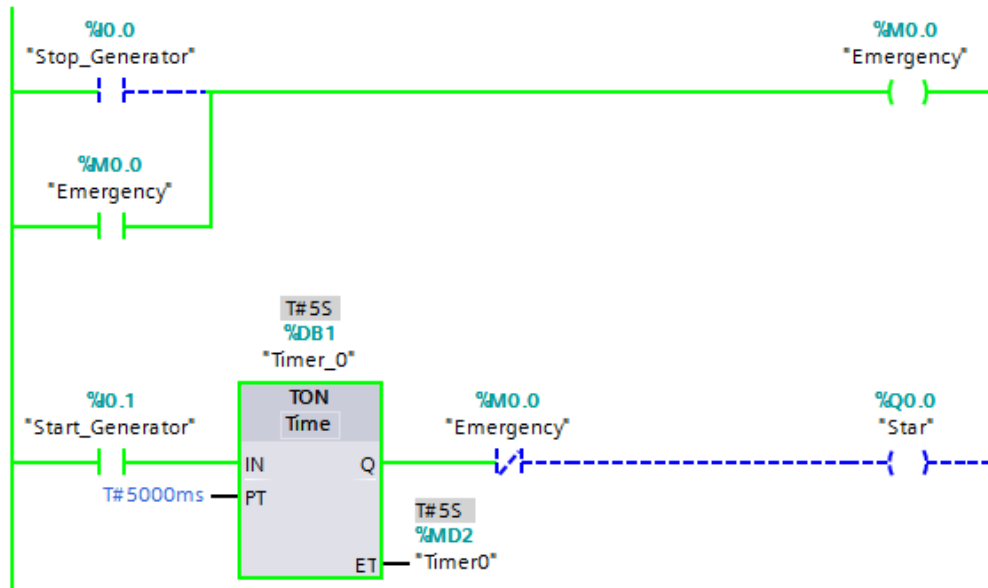 %I0.0
"Stop_Generator"
%M0.0
"Emergency"
%M0.0
"Emergency"
T#5S
%DB1
"Timer_0"
%I0.1
"Start_Generator"
TON
Time
IN
Q
T#5000ms
PT
ET
%M0.0
"Emergency"
%Q0.0
"Star"
T#5S
%MD2
"Timer0"